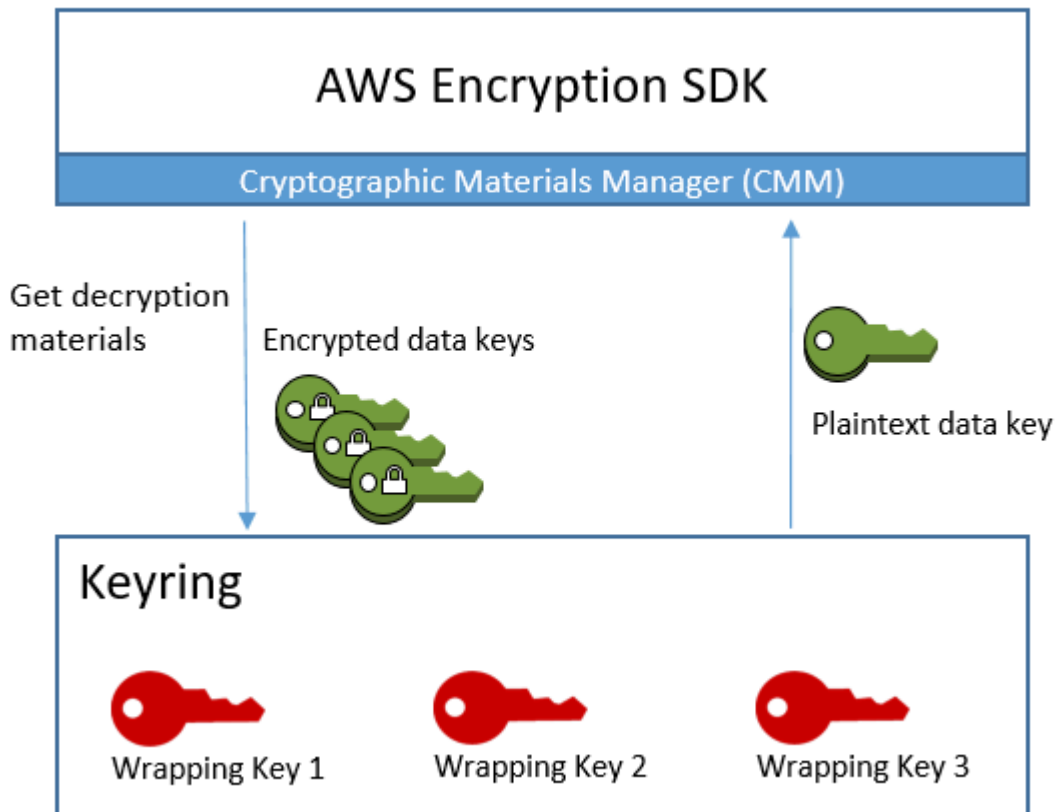 AWS Encryption SDK
Cryptographic Materials Manager (CMM)
Get decryption
materials
Encrypted data keys
Plaintext data key
Keyring
Wrapping Key 1
Wrapping Key 2
Wrapping Key 3